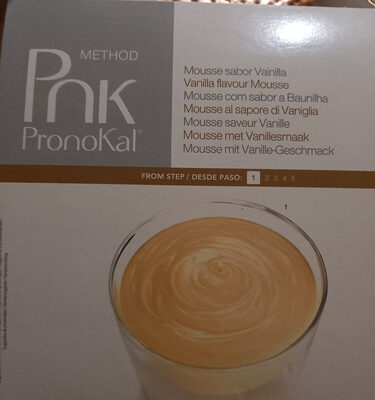 METHOD
Pnk
PronoKal®
Mousse sabor Vainilla
Vanilla flavour Mousse
Mousse com sabor a Baunilha
Mousse al sapore di Vaniglia
Mousse saveur Vanille
Mousse met Vanillesmaak
Mousse mit Vanille-Geschmack
FROM STEP / DESDE PASO: 1 2 3 4 5
1